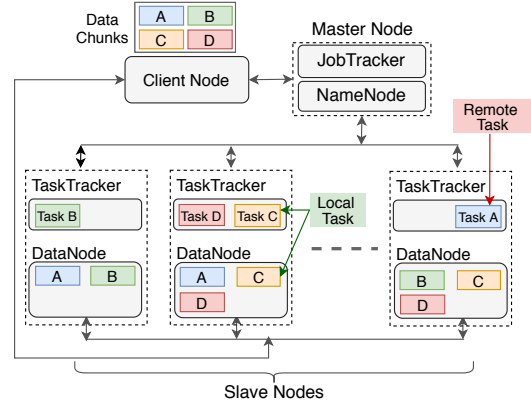 Data
Chunks
A
B
C
D
Client Node
Master Node
JobTracker
NameNode
Remote
Task
TaskTracker
Task B
DataNode
A
B
TaskTracker
Task D
Task C
DataNode
A
C
D
Local
Task
TaskTracker
Task A
DataNode
B
C
D
Slave Nodes